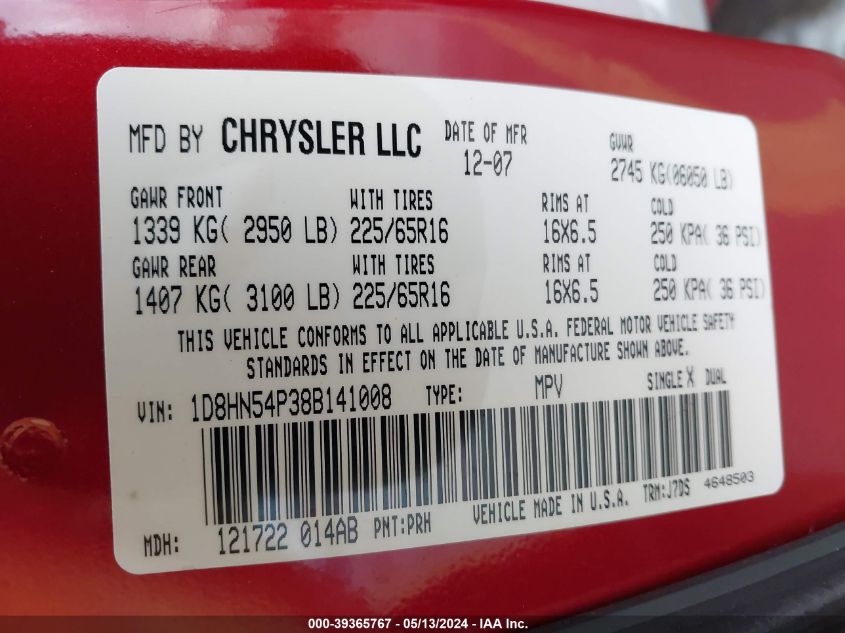 MFD BY CHRYSLER LLC DATE OF MFR GVWR
12-07 2745 KG(06050 LB)
GAWR FRONT WITH TIRES RIMS AT COLD
1339 KG( 2950 LB) 225/65R16 16X6.5 250 KPA( 36 PSI)
GAWR REAR WITH TIRES RIMS AT COLD
1407 KG( 3100 LB) 225/65R16 16X6.5 250 KPA( 36 PSI)
THIS VEHICLE CONFORMS TO ALL APPLICABLE U.S.A. FEDERAL MOTOR VEHICLE SAFETY
STANDARDS IN EFFECT ON THE DATE OF MANUFACTURE SHOWN ABOVE.
VIN: 1D8HN54P38B141008 TYPE: MPV SINGLE X DUAL
MDH: 121722 014AB PNT:PRH VEHICLE MADE IN U.S.A. TRM:J7DS 4648503
000-39365767 - 05/13/2024 - IAA Inc.